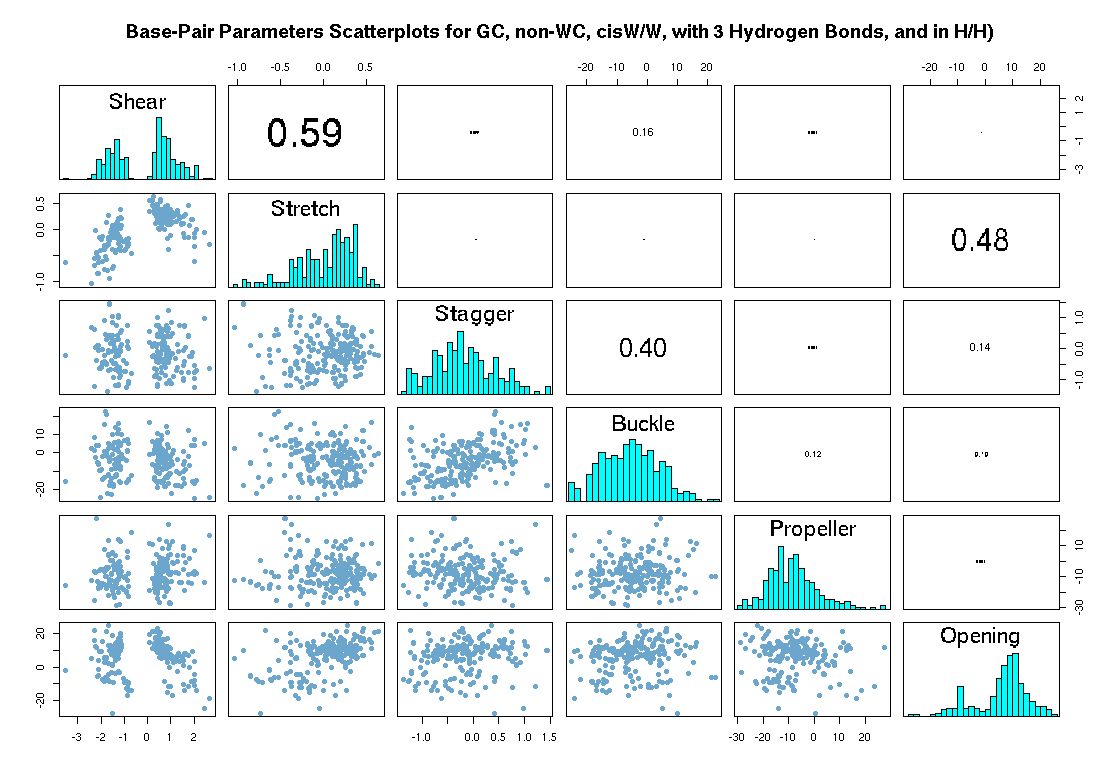 Base-Pair Parameters Scatterplots for GC, non-WC, cisW/W, with 3 Hydrogen Bonds, and in H/H)
-1.0 -0.5 0.0 0.5 -20 -10 0 10 20 -20 -10 0 10 20
Shear 0.59 0.16 -3 -1 1 2
-1.0 0.0 0.5 Stretch 0.48
Stagger 0.40 0.14 -1.0 0.0 1.0
-20 0 10 Buckle 0.12
Propeller -30 -10 10
-20 0 10 20 Opening
-3 -2 -1 0 1 2 -1.0 0.0 0.5 1.0 1.5 -30 -20 -10 0 10